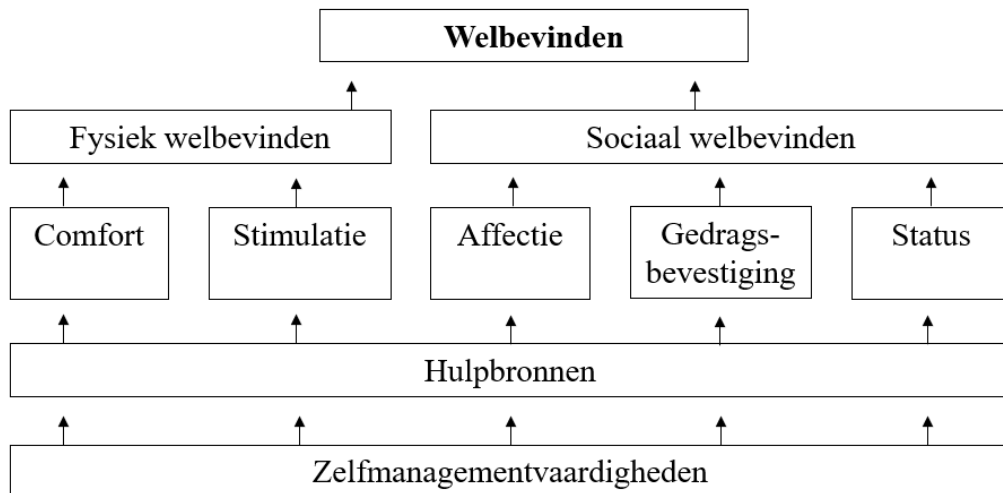 Welbevinden
Fysiek welbevinden
Sociaal welbevinden
Comfort
Stimulatie
Affectie
Gedrags-
bevestiging
Status
Hulpbronnen
Zelfmanagementvaardigheden